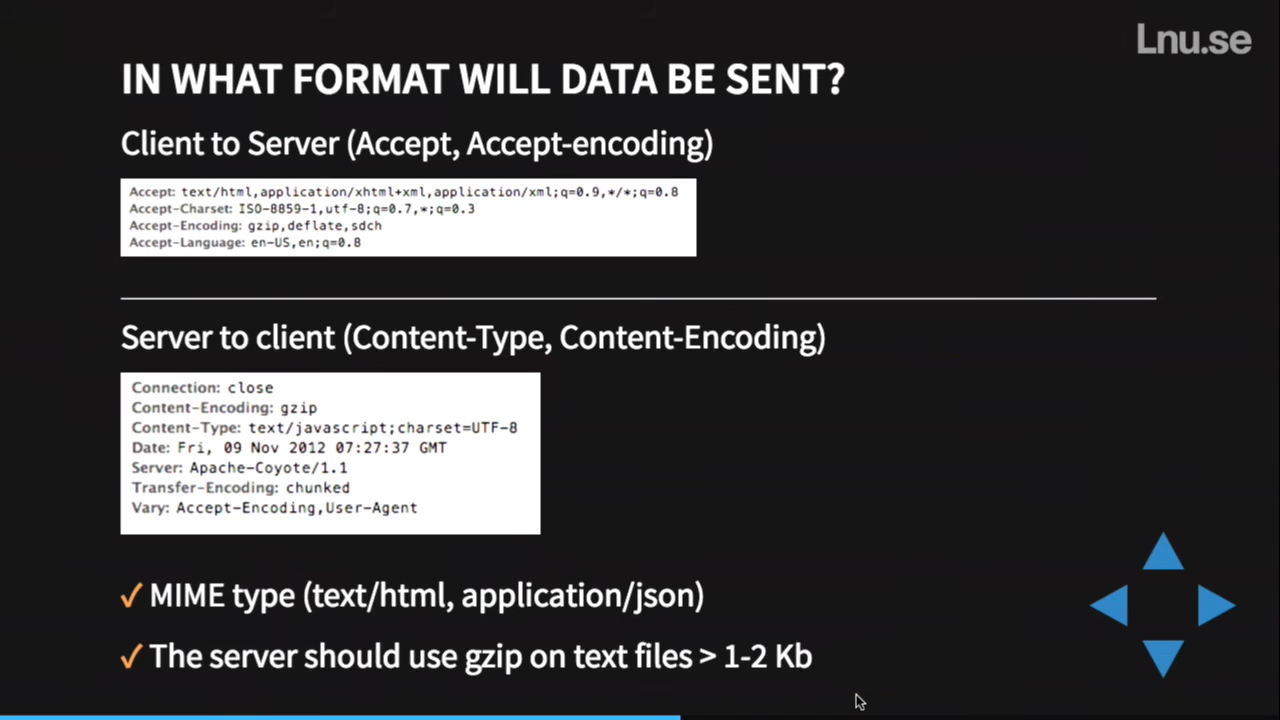 Lnu.se
IN WHAT FORMAT WILL DATA BE SENT?
Client to Server (Accept, Accept-encoding)
Accept: text/html,application/xhtml+xml,application/xml;q=0.9,*/*;q=0.8
Accept-Charset: ISO-8859-1,utf-8;q=0.7,*;q=0.3
Accept-Encoding: gzip,deflate,sdch
Accept-Language: en-US,en;q=0.8
Server to client (Content-Type, Content-Encoding)
Connection: close
Content-Encoding: gzip
Content-Type: text/javascript;charset=UTF-8
Date: Fri, 09 Nov 2012 07:27:37 GMT
Server: Apache-Coyote/1.1
Transfer-Encoding: chunked
Vary: Accept-Encoding,User-Agent
✓ MIME type (text/html, application/json)
✓ The server should use gzip on text files > 1-2 Kb